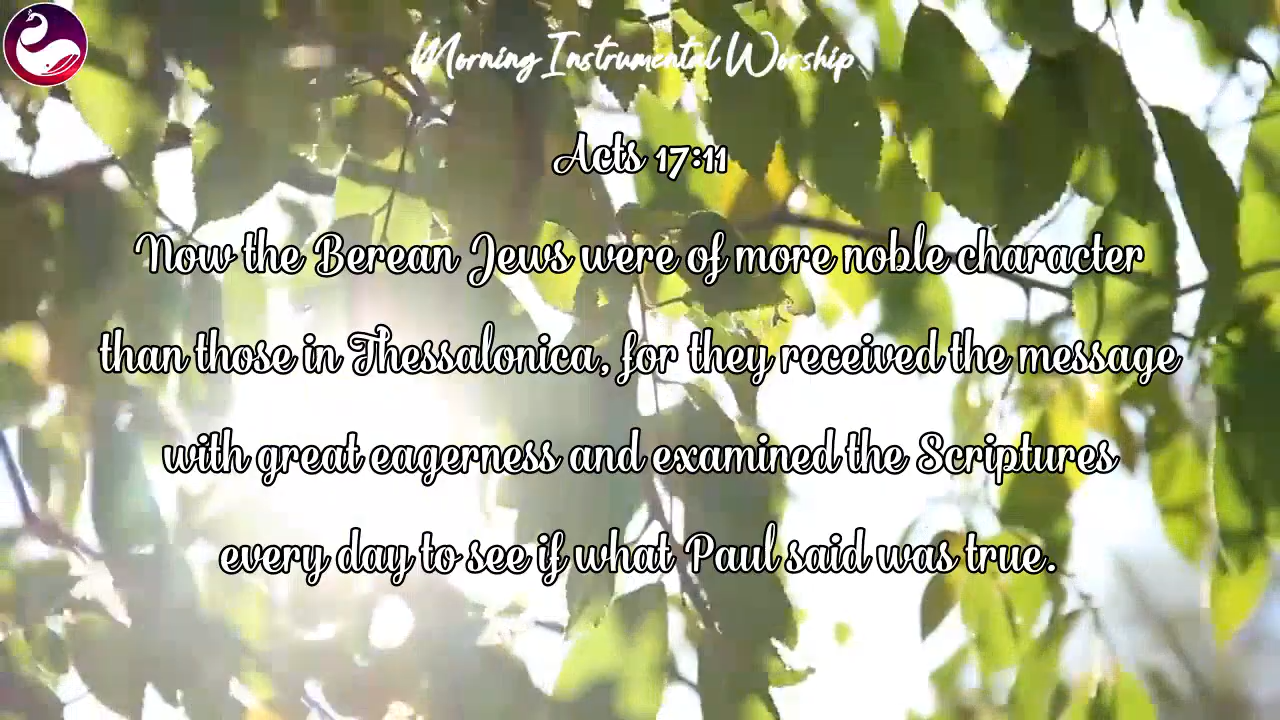 Morning Instrumental Worship
Acts 17:11
Now the Berean Jews were of more noble character
than those in Thessalonica, for they received the message
with great eagerness and examined the Scriptures
every day to see if what Paul said was true.